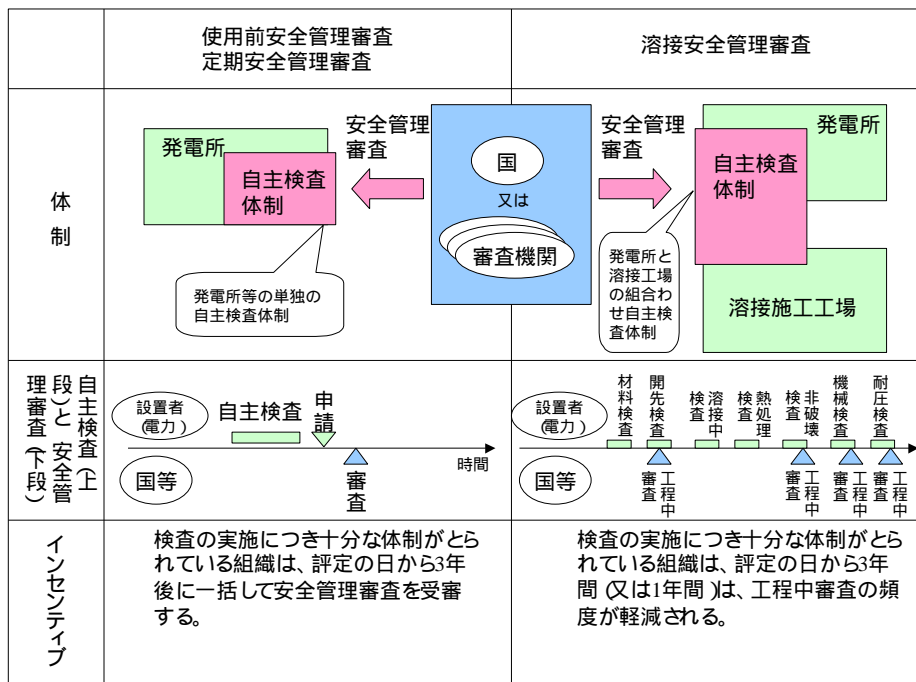 使用前安全管理審査
定期安全管理審査
溶接安全管理審査
体制
発電所
自主検査
体制
安全管理
審査
国
又は
審査機関
安全管理
審査
発電所
自主検査
体制
溶接施工工場
発電所等の単独の
自主検査体制
発電所と
溶接工場
の組合わ
せ自主検
査体制
自主検査(上
段)と 安全管
理審査(下段)
設置者
(電力)
自主検査
申請
時間
国等
審査
設置者
(電力)
材料検査
開先検査
溶接中
検査
熱処理
検査
非破壊
検査
機械検査
耐圧検査
国等
工程中
審査
工程中
審査
工程中
審査
工程中
審査
インセンティブ
検査の実施につき十分な体制がとら
れている組織は、評定の日から3年
後に一括して安全管理審査を受審
する。
検査の実施につき十分な体制がとら
れている組織は、評定の日から3年
間(又は1年間)は、工程中審査の頻
度が軽減される。